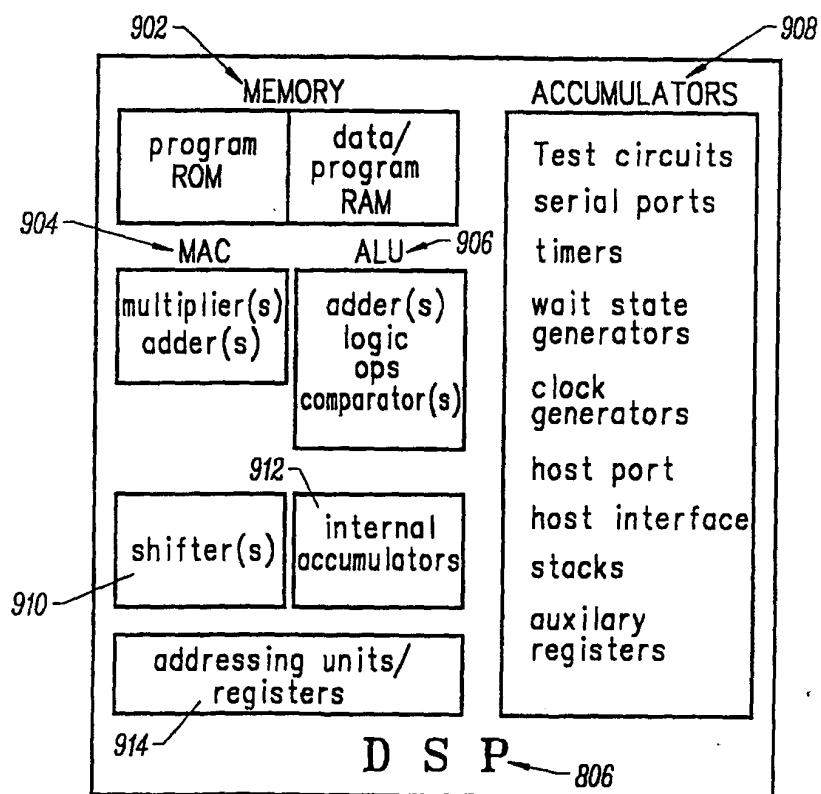 902
908
MEMORY
ACCUMULATORS
program
ROM
data/
program
RAM
904
MAC
ALU
906
multiplier(s)
adder(s)
adder(s)
logic
ops
comparator(s)
912
shifter(s)
internal
accumulators
910
addressing units/
registers
914
Test circuits
serial ports
timers
wait state
generators
clock
generators
host port
host interface
stacks
auxilary
registers
D S P
806